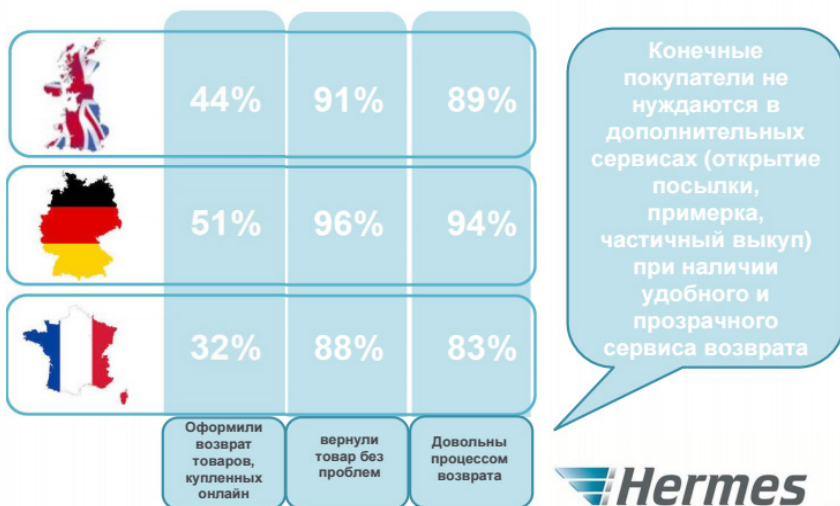 44% 91% 89%
51% 96% 94%
32% 88% 83%
Оформили
возврат
товаров,
купленных
онлайн
вернули
товар без
проблем
Довольны
процессом
возврата
Конечные
покупатели не
нуждаются в
дополнительных
сервисах (открытие
посылки,
примерка,
частичный выкуп)
при наличии
удобного и
прозрачного
сервиса возврата
Hermes